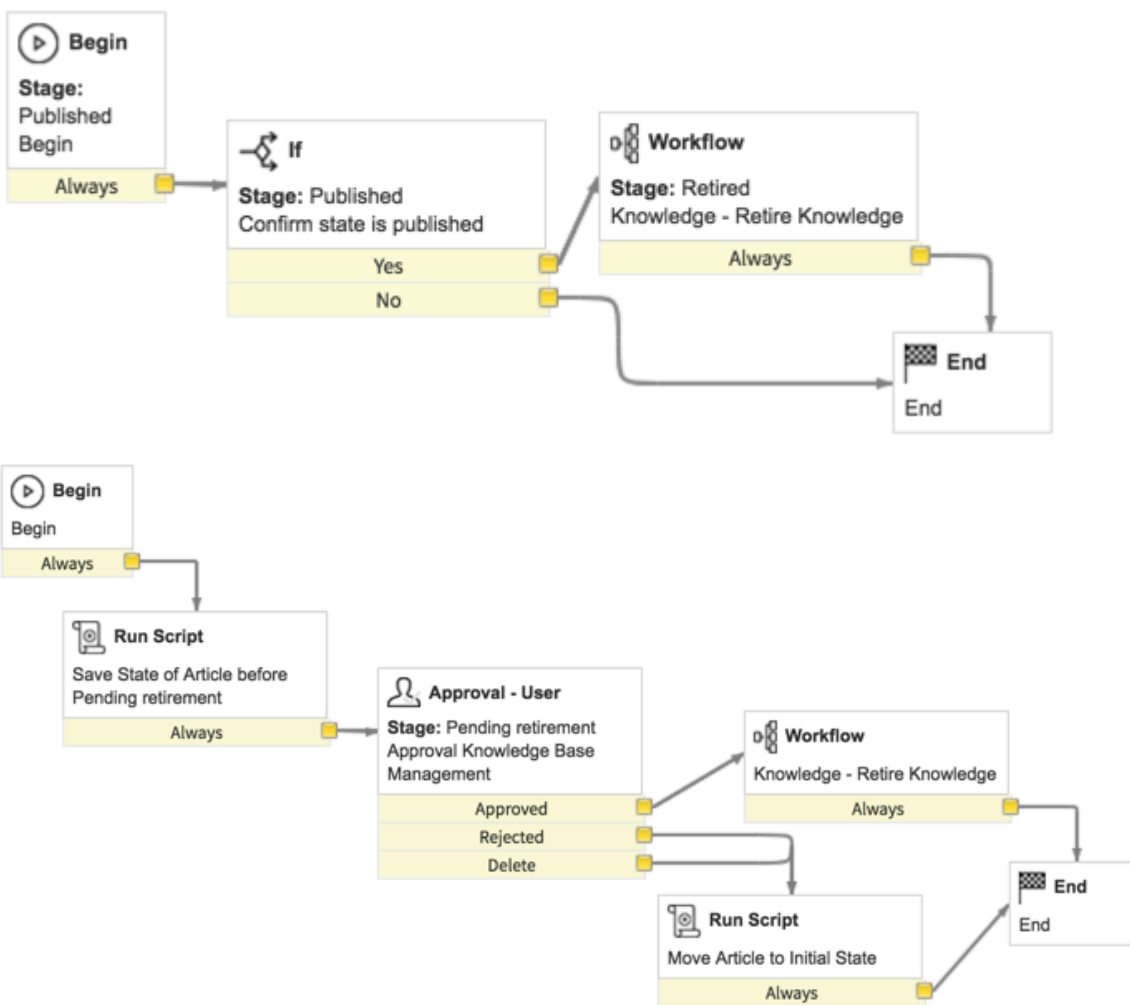 Begin
Stage:
Published
Begin
Always
If
Stage: Published
Confirm state is published
Yes
No
Workflow
Stage: Retired
Knowledge - Retire Knowledge
Always
End
End
Begin
Begin
Always
Run Script
Save State of Article before
Pending retirement
Always
Approval - User
Stage: Pending retirement
Approval Knowledge Base
Management
Approved
Rejected
Delete
Workflow
Knowledge - Retire Knowledge
Always
Run Script
Move Article to Initial State
Always
End
End